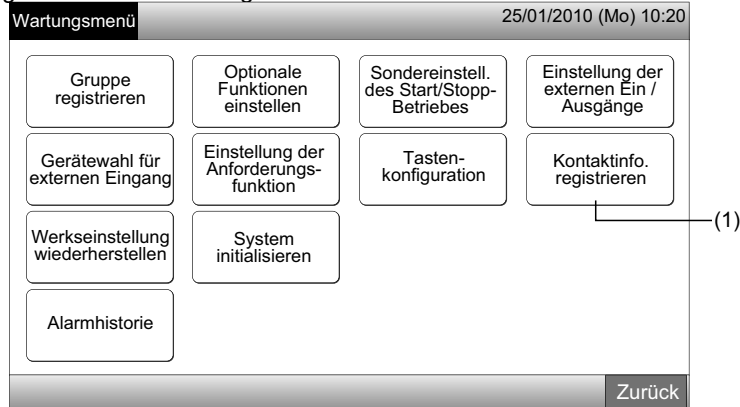 Wartungsmenü
25/01/2010 (Mo) 10:20
Gruppe
registrieren
Optionale
Funktionen
einstellen
Sondereinstell.
des Start/Stopp-
Betriebes
Einstellung der
externen Ein /
Ausgänge
Gerätewahl für
externen Eingang
Einstellung der
Anforderungs-
funktion
Tasten-
konfiguration
Kontaktinfo.
registrieren
(1)
Werkseinstellung
wiederherstellen
System
initialisieren
Alarmhistorie
Zurück